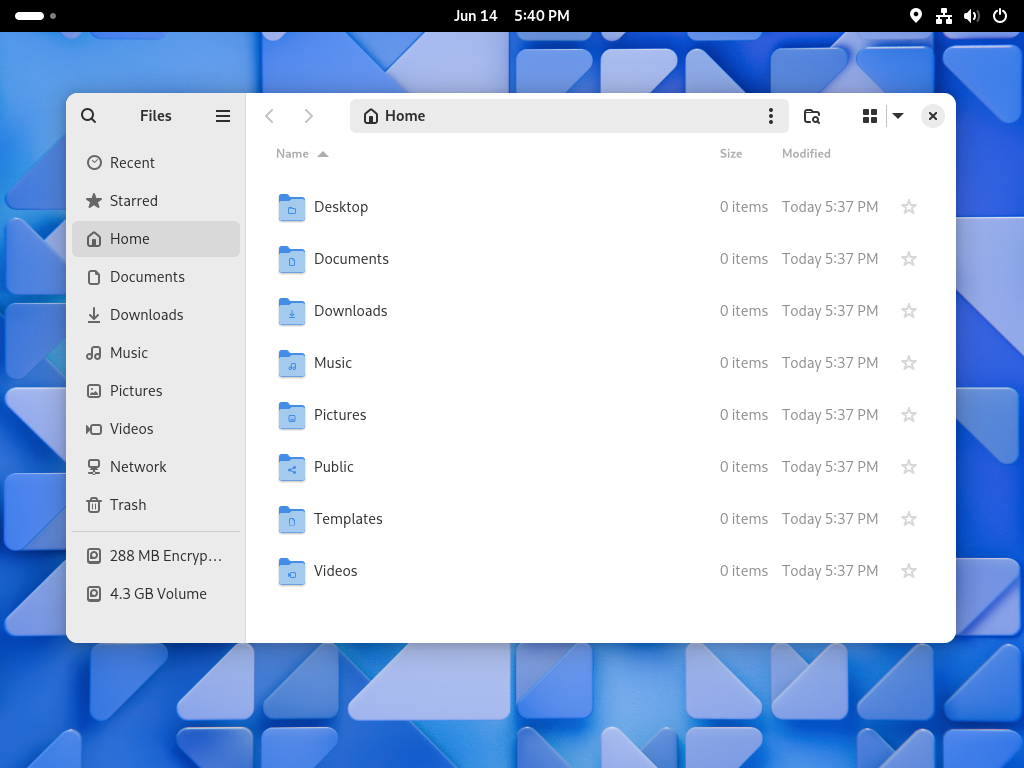 Jun 14 5:40 PM
Files
Home
Recent
Starred
Home
Documents
Downloads
Music
Pictures
Videos
Network
Trash
288 MB Encryp…
4.3 GB Volume
Name Size Modified
Desktop 0 items Today 5:37 PM
Documents 0 items Today 5:37 PM
Downloads 0 items Today 5:37 PM
Music 0 items Today 5:37 PM
Pictures 0 items Today 5:37 PM
Public 0 items Today 5:37 PM
Templates 0 items Today 5:37 PM
Videos 0 items Today 5:37 PM